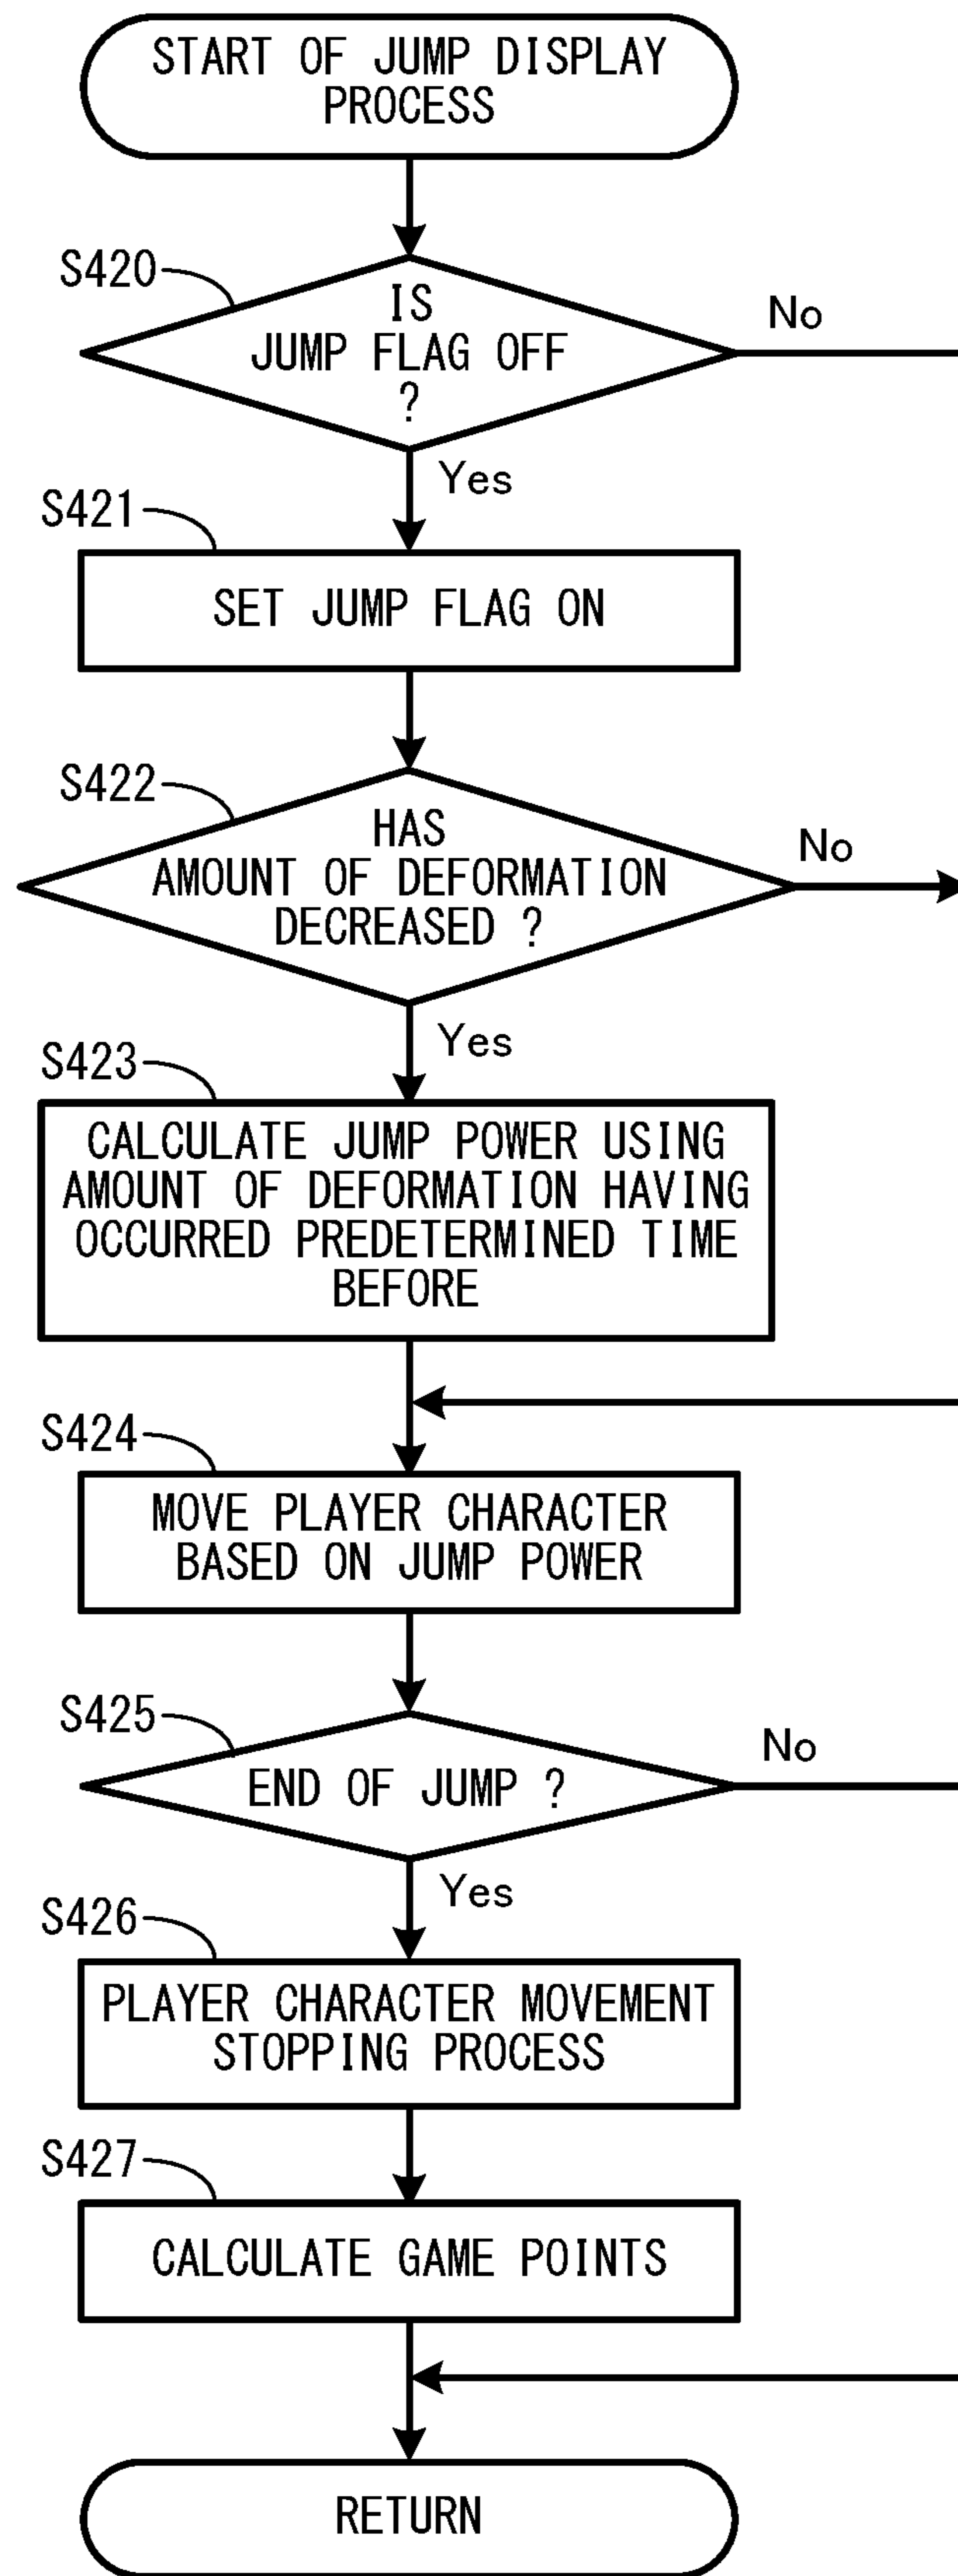 START OF JUMP DISPLAY
PROCESS
S420
IS
JUMP FLAG OFF
?
No
Yes
S421
SET JUMP FLAG ON
S422
HAS
AMOUNT OF DEFORMATION
DECREASED ?
No
Yes
S423
CALCULATE JUMP POWER USING
AMOUNT OF DEFORMATION HAVING
OCCURRED PREDETERMINED TIME
BEFORE
S424
MOVE PLAYER CHARACTER
BASED ON JUMP POWER
S425
END OF JUMP ?
No
Yes
S426
PLAYER CHARACTER MOVEMENT
STOPPING PROCESS
S427
CALCULATE GAME POINTS
RETURN